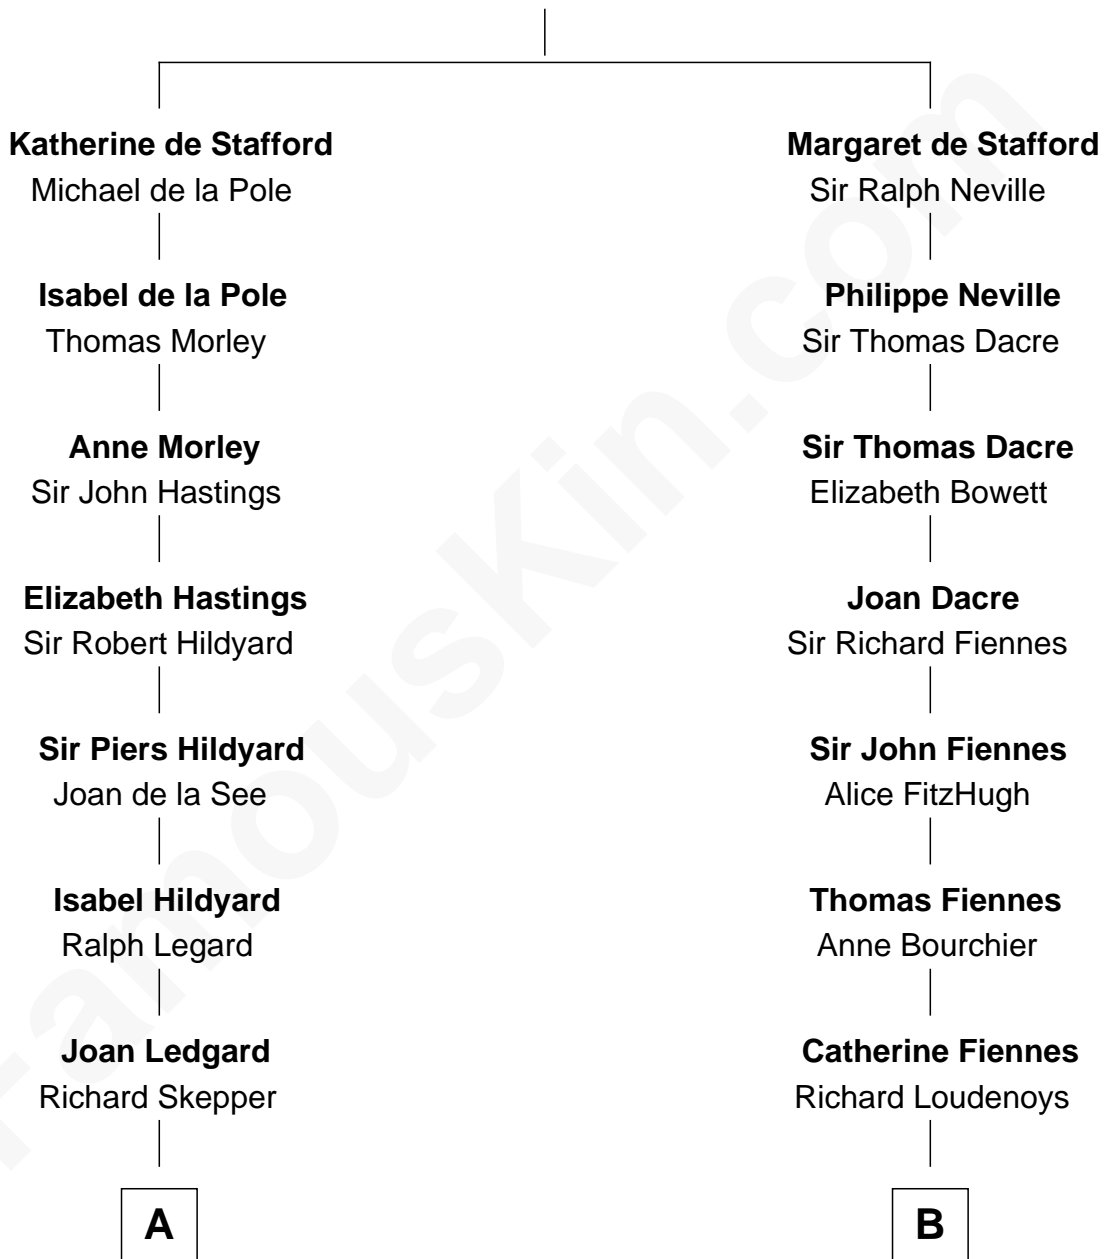 Katherine de Stafford
Michael de la Pole
Isabel de la Pole
Thomas Morley
Anne Morley
Sir John Hastings
Elizabeth Hastings
Sir Robert Hildyard
Sir Piers Hildyard
Joan de la See
Isabel Hildyard
Ralph Legard
Joan Ledgard
Richard Skepper
A
Margaret de Stafford
Sir Ralph Neville
Philippe Neville
Sir Thomas Dacre
Sir Thomas Dacre
Elizabeth Bowett
Joan Dacre
Sir Richard Fiennes
Sir John Fiennes
Alice FitzHugh
Thomas Fiennes
Anne Bourchier
Catherine Fiennes
Richard Loudenoys
B
FamousKin.com